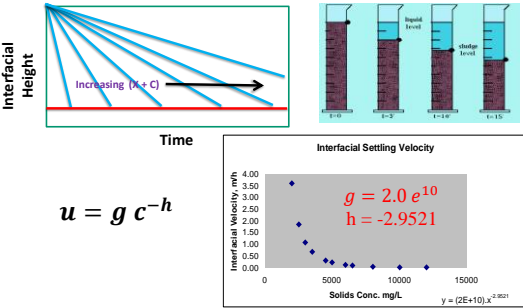 Interfacial
Height
Increasing (X + C)
Time
liquid
level
sludge
level
t=0
t=15
u = g c^{-h}
Interfacial Settling Velocity
Interfacial Velocity, m/h
4.00
3.50
3.00
2.50
2.00
1.50
1.00
0.50
0.00
0
5000
10000
15000
Solids Conc. mg/L
g = 2.0 e^{10}
h = -2.9521
y = (2E+10).x^{-2.9521}